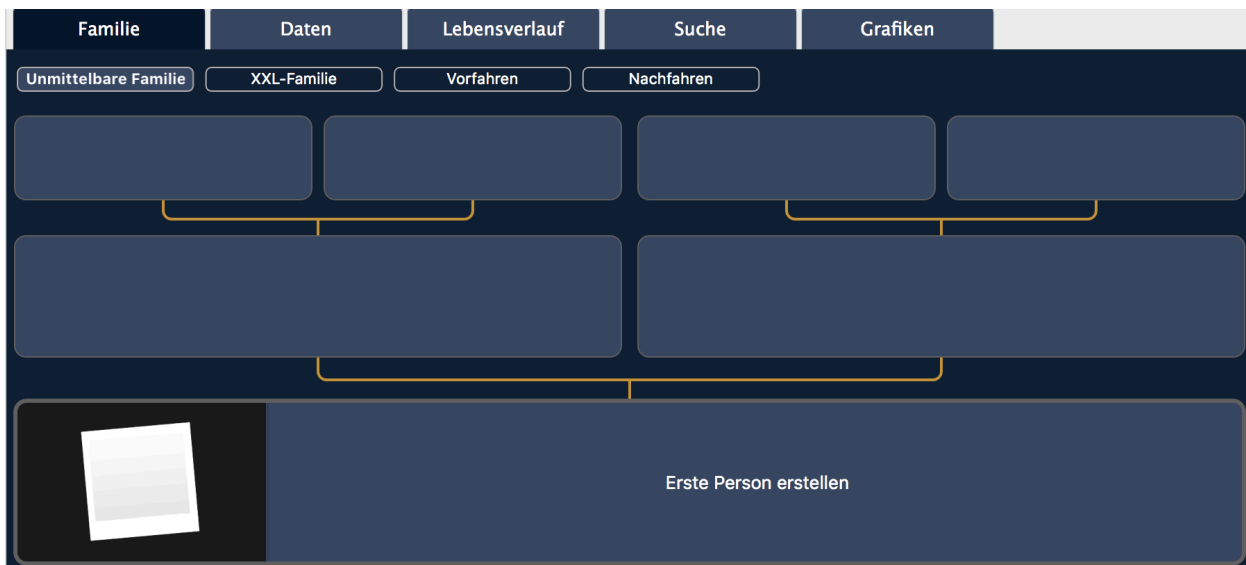 Familie Daten Lebensverlauf Suche Grafiken
Unmittelbare Familie XXL-Familie Vorfahren Nachfahren
Erste Person erstellen